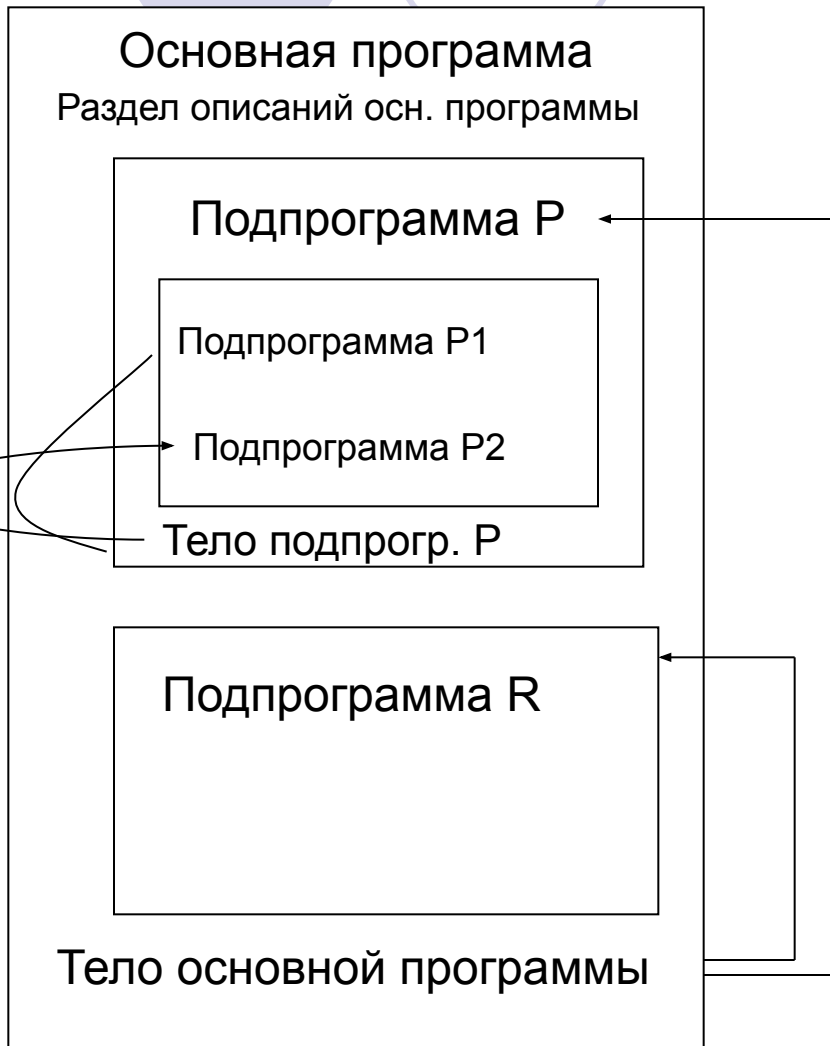 Основная программа
Раздел описаний осн. программы
Подпрограмма P
Подпрограмма P1
Подпрограмма P2
Тело подпрогр. P
Подпрограмма R
Тело основной программы